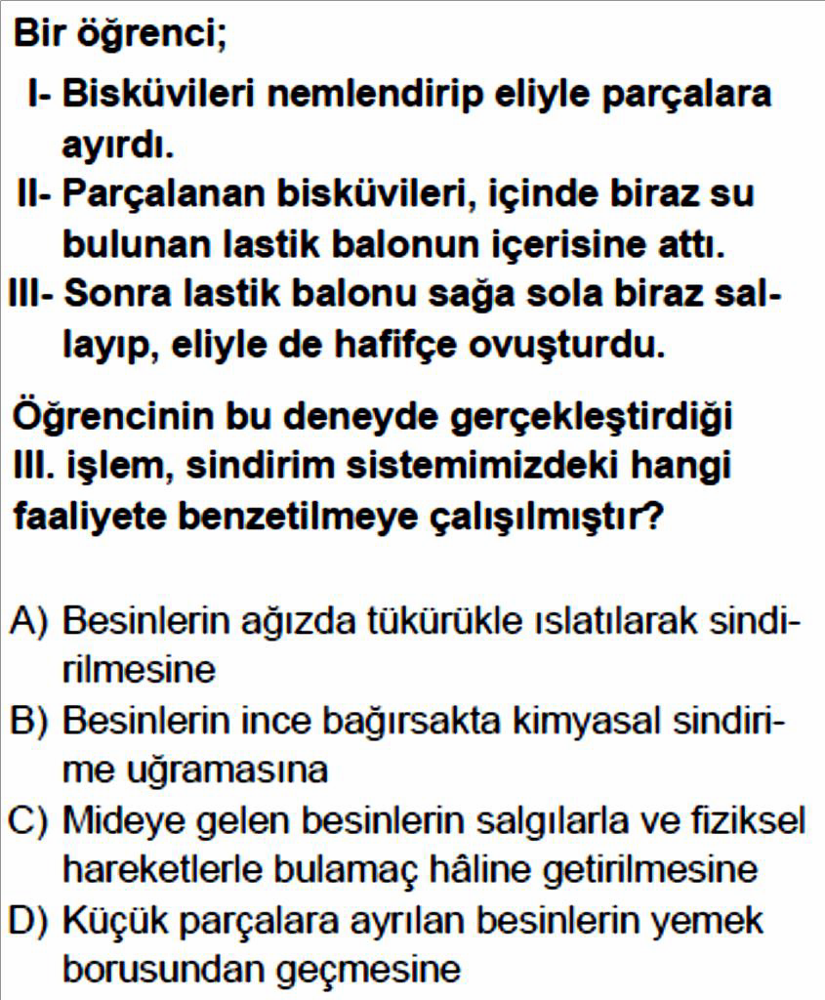 Bir öğrenci;
I- Bisküvileri nemlendirip eliyle parçalara
ayırdı.
II- Parçalanan bisküvileri, içinde biraz su
bulunan lastik balonun içerisine attı.
III- Sonra lastik balonu sağa sola biraz sal-
layıp, eliyle de hafifçe ovuşturdu.
Öğrencinin bu deneyde gerçekleştirdiği
III. işlem, sindirim sistemimizdeki hangi
faaliyete benzetilmeye çalışılmıştır?
A) Besinlerin ağızda tükürükle ıslatılarak sindi-
rilmesine
B) Besinlerin ince bağırsakta kimyasal sindiri-
me uğramasına
C) Mideye gelen besinlerin salgılarla ve fiziksel
hareketlerle bulamaç hâline getirilmesine
D) Küçük parçalara ayrılan besinlerin yemek
borusundan geçmesine